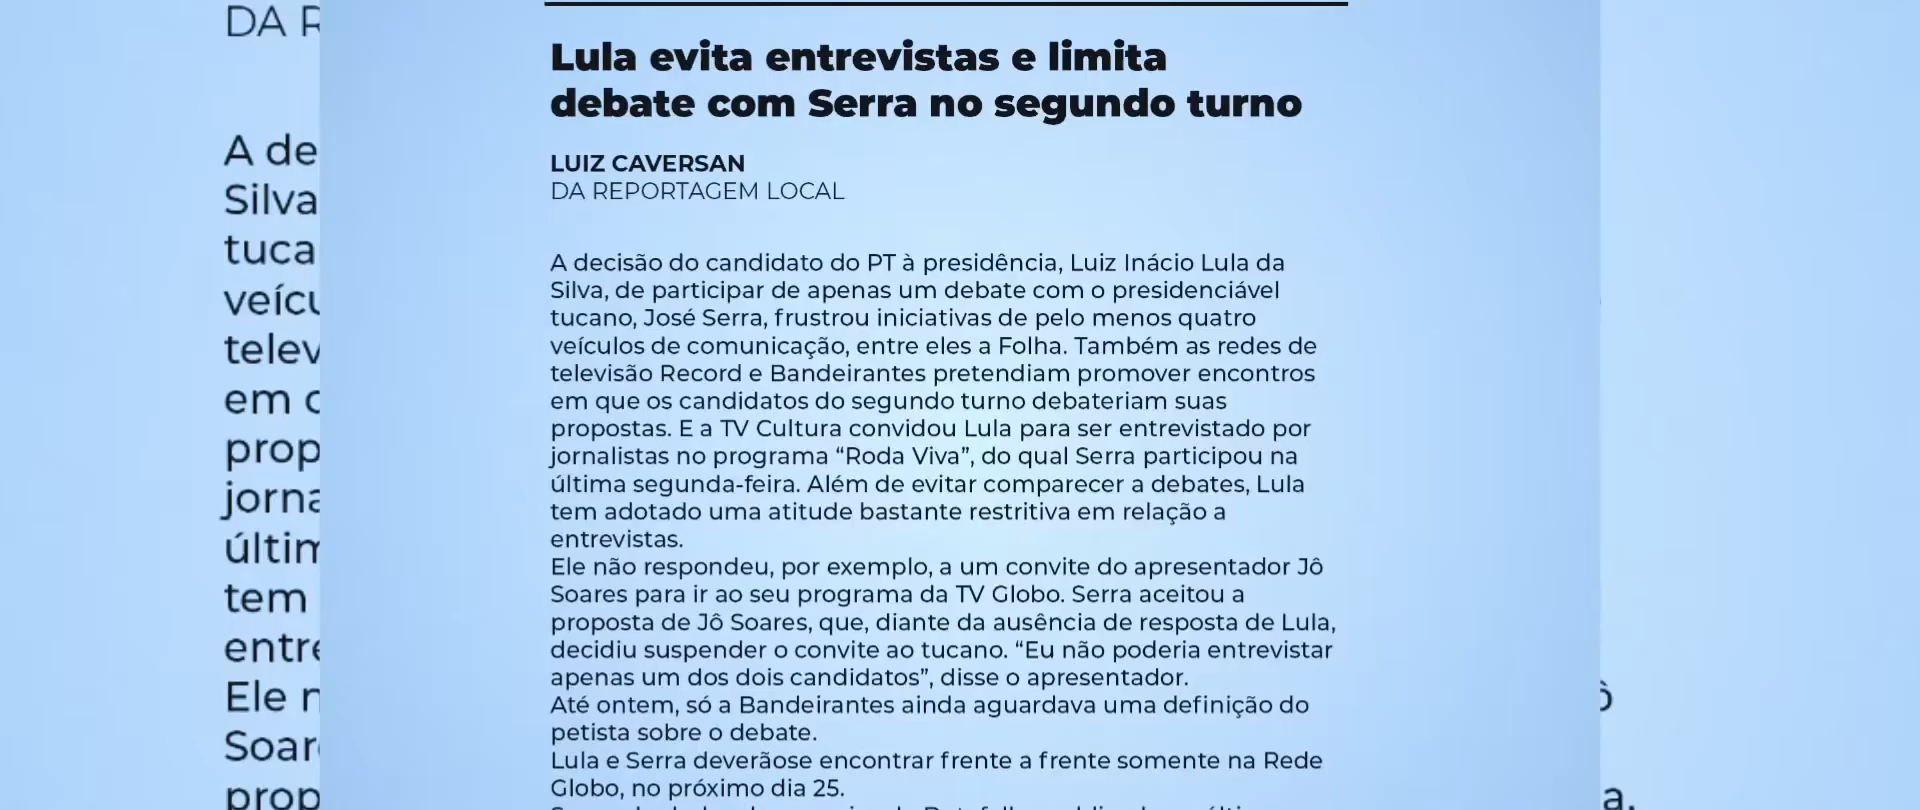 DA R
A de
Silva
tuca
veícu
telev
em c
prop
jorna
últim
tem
entre
Ele n
Soar
prop
Lula evita entrevistas e limita
debate com Serra no segundo turno
LUIZ CAVERSAN
DA REPORTAGEM LOCAL
A decisão do candidato do PT à presidência, Luiz Inácio Lula da
Silva, de participar de apenas um debate com o presidenciável
tucano, José Serra, frustrou iniciativas de pelo menos quatro
veículos de comunicação, entre eles a Folha. Também as redes de
televisão Record e Bandeirantes pretendiam promover encontros
em que os candidatos do segundo turno debateriam suas
propostas. E a TV Cultura convidou Lula para ser entrevistado por
jornalistas no programa “Roda Viva”, do qual Serra participou na
última segunda-feira. Além de evitar comparecer a debates, Lula
tem adotado uma atitude bastante restritiva em relação a
entrevistas.
Ele não respondeu, por exemplo, a um convite do apresentador Jô
Soares para ir ao seu programa da TV Globo. Serra aceitou a
proposta de Jô Soares, que, diante da ausência de resposta de Lula,
decidiu suspender o convite ao tucano. “Eu não poderia entrevistar
apenas um dos dois candidatos”, disse o apresentador.
Até ontem, só a Bandeirantes ainda aguardava uma definição do
petista sobre o debate.
Lula e Serra deverãose encontrar frente a frente somente na Rede
Globo, no próximo dia 25.
ô
a.